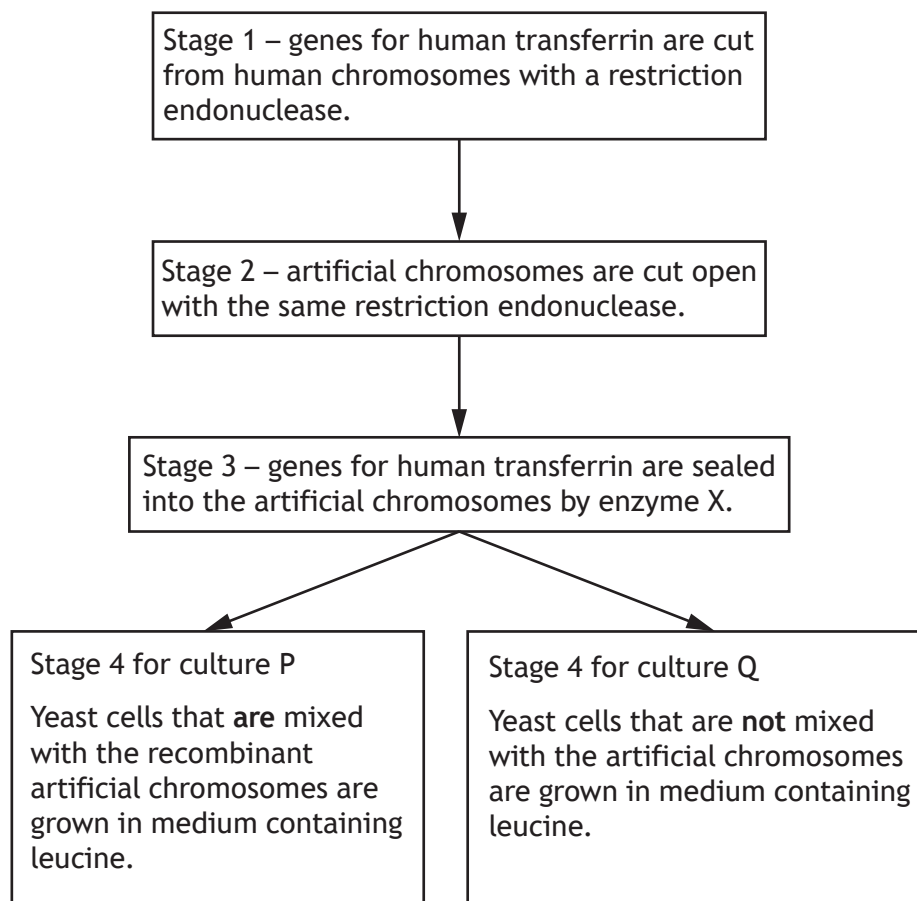 Stage 1 – genes for human transferrin are cut
from human chromosomes with a restriction
endonuclease.
Stage 2 – artificial chromosomes are cut open
with the same restriction endonuclease.
Stage 3 – genes for human transferrin are sealed
into the artificial chromosomes by enzyme X.
Stage 4 for culture P
Yeast cells that are mixed
with the recombinant
artificial chromosomes are
grown in medium containing
leucine.
Stage 4 for culture Q
Yeast cells that are not mixed
with the artificial chromosomes
are grown in medium containing
leucine.